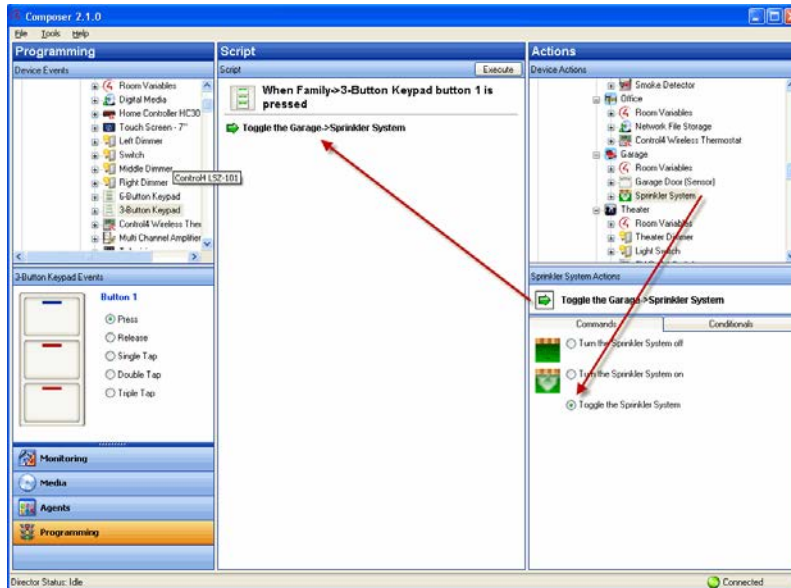 Composer 2.1.0
File Tools Help
Programming
Device Events
Room Variables
Digital Media
Home Controller HC30
Touch Screen - 7"
Left Dimmer
Switch
Middle Dimmer
Right Dimmer
Control4 LSZ-101
6-Button Keypad
3-Button Keypad
Control4 Wireless Ther
Multi Channel Amplifier
3-Button Keypad Events
Button 1
Press
Release
Single Tap
Double Tap
Triple Tap
Monitoring
Media
Agents
Programming
Script
Script Execute
When Family->3-Button Keypad button 1 is
pressed
Toggle the Garage->Sprinkler System
Actions
Device Actions
Smoke Detector
Office
Room Variables
Network File Storage
Control4 Wireless Thermostat
Garage
Room Variables
Garage Door (Sensor)
Sprinkler System
Theater
Room Variables
Theater Dimmer
Light Switch
Sprinkler System Actions
Toggle the Garage->Sprinkler System
Commands Conditionals
Turn the Sprinkler System off
Turn the Sprinkler System on
Toggle the Sprinkler System
Director Status: Idle Connected